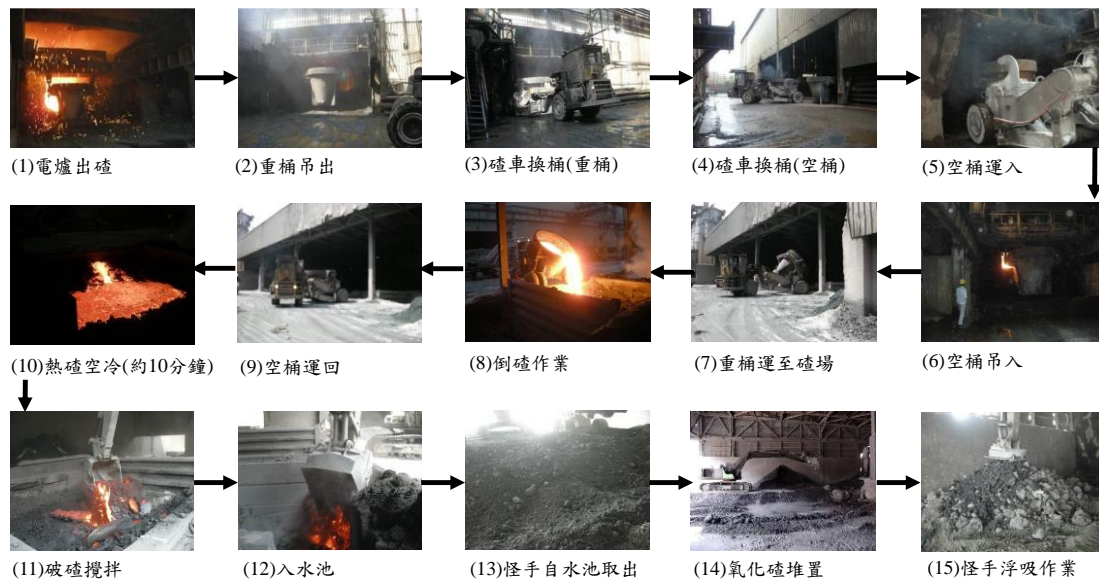 (1)電爐出碴
(2)重桶吊出
(3)碴車換桶(重桶)
(4)碴車換桶(空桶)
(5)空桶運入
(6)空桶吊入
(7)重桶運至碴場
(8)倒碴作業
(9)空桶運回
(10)熱碴空冷(約10分鐘)
(11)破碴攪拌
(12)入水池
(13)怪手自水池取出
(14)氧化碴堆置
(15)怪手浮吸作業